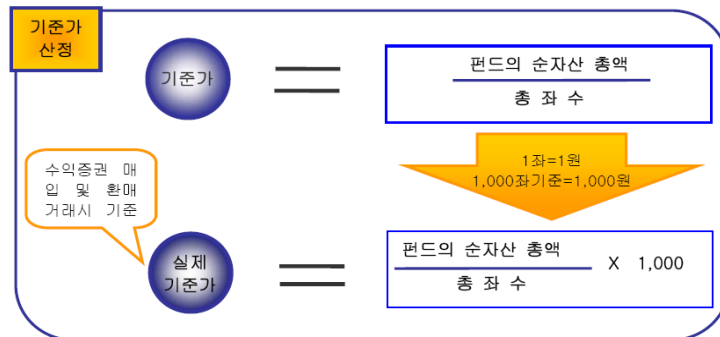 기준가
산정
기준가
펀드의 순자산 총액
총 좌 수
1좌=1원
1,000좌기준=1,000원
수익증권 매
입 및 환매
거래시 기준
실제
기준가
펀드의 순자산 총액
총 좌 수
X 1,000